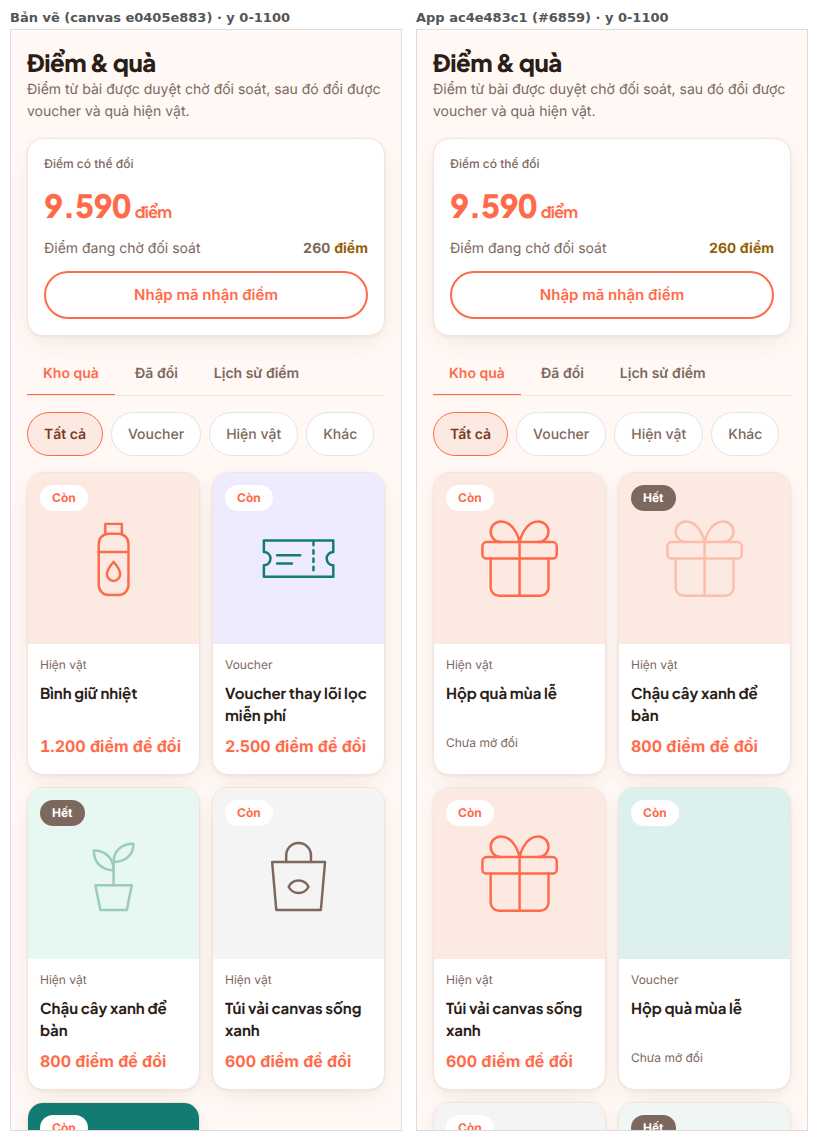 Bản vẽ (canvas e0405e883) · y 0-1100
Điểm & quà
Điểm từ bài được duyệt chờ đối soát, sau đó đổi được
voucher và quà hiện vật.
Điểm có thể đổi
9.590 điểm
Điểm đang chờ đối soát 260 điểm
Nhập mã nhận điểm
Kho quà Đã đổi Lịch sử điểm
Tất cả Voucher Hiện vật Khác
Còn
Hiện vật
Bình giữ nhiệt
1.200 điểm để đổi
Còn
Voucher
Voucher thay lõi lọc
miễn phí
2.500 điểm để đổi
Hết
Hiện vật
Chậu cây xanh để
bàn
800 điểm để đổi
Còn
Hiện vật
Túi vải canvas sống
xanh
600 điểm để đổi
Còn
App ac4e483c1 (#6859) · y 0-1100
Điểm & quà
Điểm từ bài được duyệt chờ đối soát, sau đó đổi được
voucher và quà hiện vật.
Điểm có thể đổi
9.590 điểm
Điểm đang chờ đối soát 260 điểm
Nhập mã nhận điểm
Kho quà Đã đổi Lịch sử điểm
Tất cả Voucher Hiện vật Khác
Còn
Hiện vật
Hộp quà mùa lễ
Chưa mở đổi
Hết
Hiện vật
Chậu cây xanh để
bàn
800 điểm để đổi
Còn
Hiện vật
Túi vải canvas sống
xanh
600 điểm để đổi
Còn
Voucher
Hộp quà mùa lễ
Chưa mở đổi
Còn
Hết